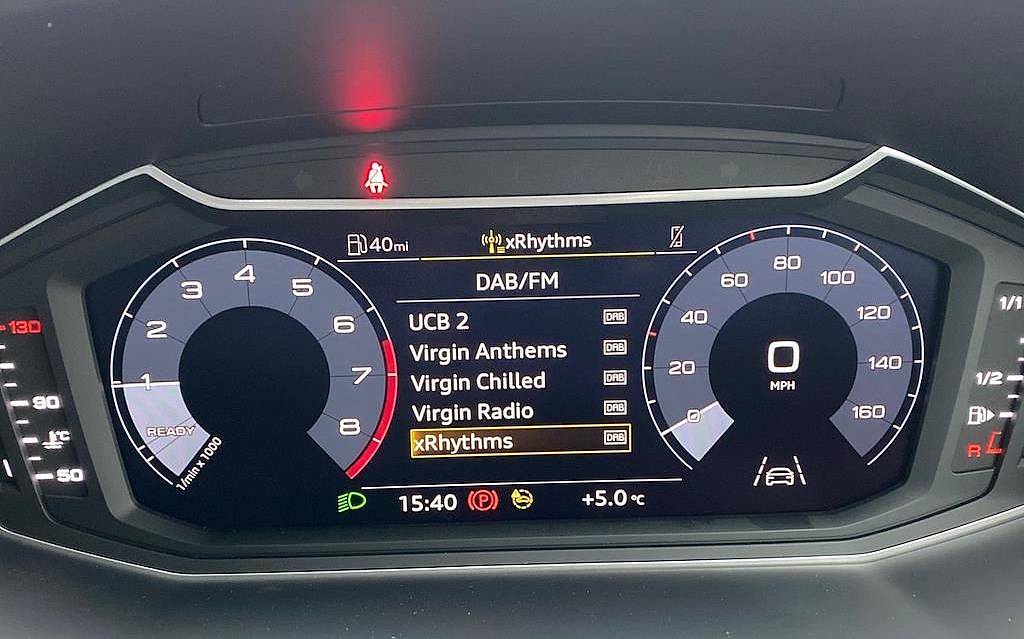 40mi
xRhythms
DAB/FM
UCB 2 DAB
Virgin Anthems DAB
Virgin Chilled DAB
Virgin Radio DAB
xRhythms DAB
15:40 P +5.0 °C
1 2 3 4 5 6 7 8
READY
1/min x 1000
0 20 40 60 80 100 120 140 160
0
MPH
130
90
°C
50
1/1
1/2
R